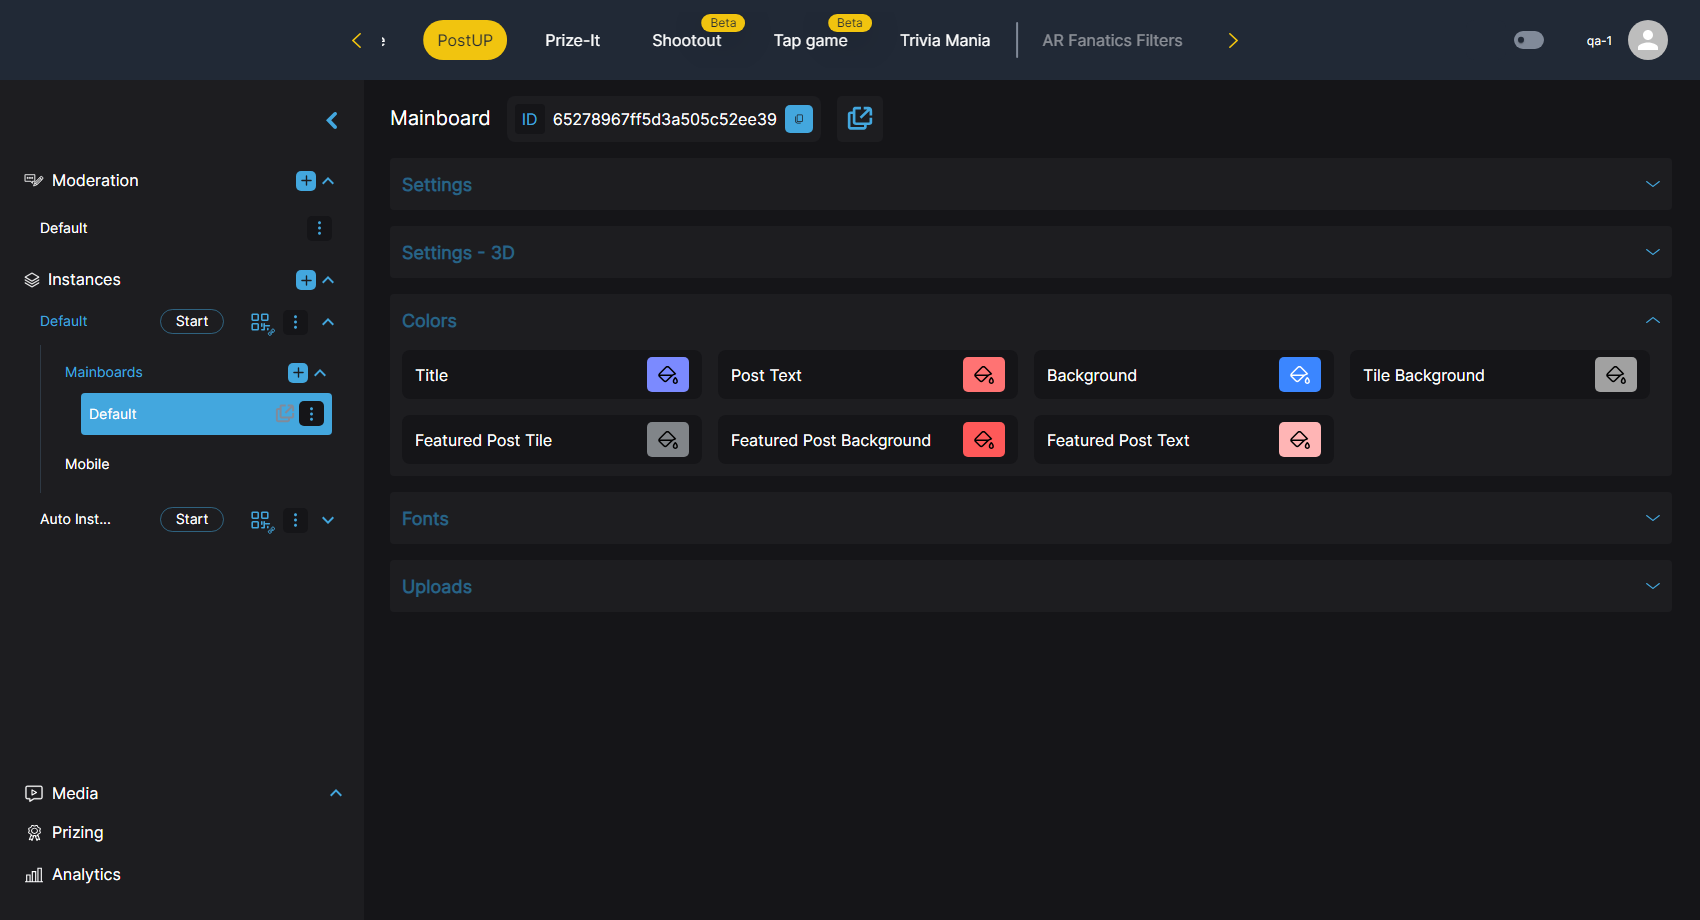 PostUP
Prize-It
Shootout
Beta
Tap game
Beta
Trivia Mania
AR Fanatics Filters
qa-1
Moderation
Default
Instances
Default
Start
Mainboards
Default
Mobile
Auto Inst...
Start
Media
Prizing
Analytics
Mainboard
ID
65278967ff5d3a505c52ee39
Settings
Settings - 3D
Colors
Title
Post Text
Background
Tile Background
Featured Post Tile
Featured Post Background
Featured Post Text
Fonts
Uploads